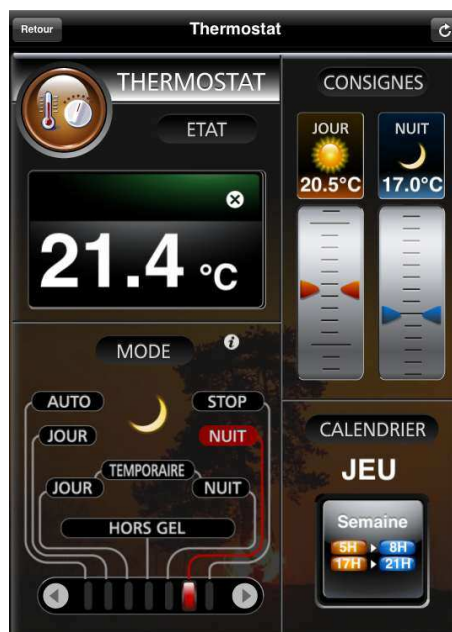 Retour
Thermostat
THERMOSTAT
ETAT
21.4 °C
MODE
i
AUTO
STOP
JOUR
NUIT
TEMPORAIRE
JOUR
NUIT
HORS GEL
CONSIGNES
JOUR
NUIT
20.5°C
17.0°C
CALENDRIER
JEU
Semaine
5H 8H
17H 21H